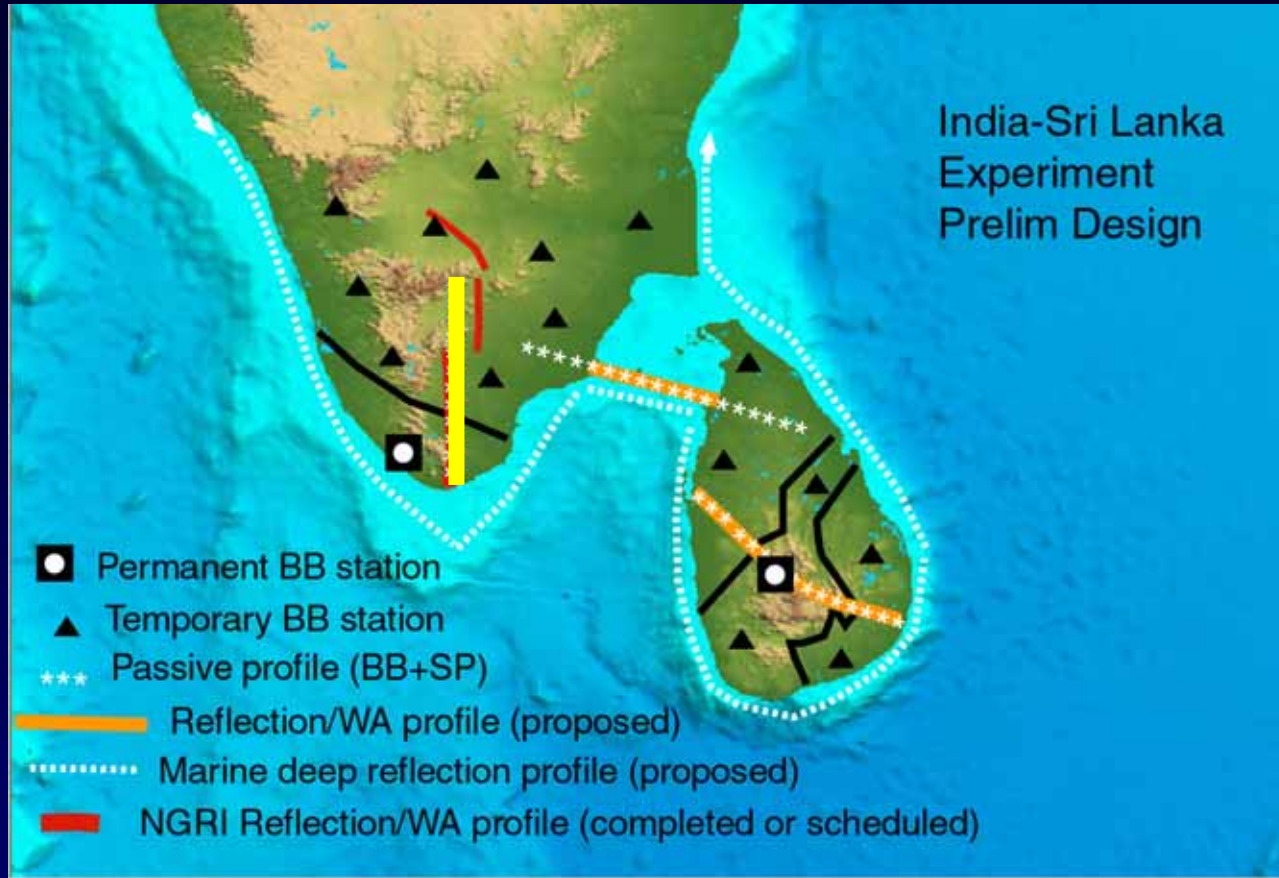 India-Sri Lanka
Experiment
Prelim Design
Permanent BB station
Temporary BB station
Passive profile (BB+SP)
Reflection/WA profile (proposed)
Marine deep reflection profile (proposed)
NGRI Reflection/WA profile (completed or scheduled)